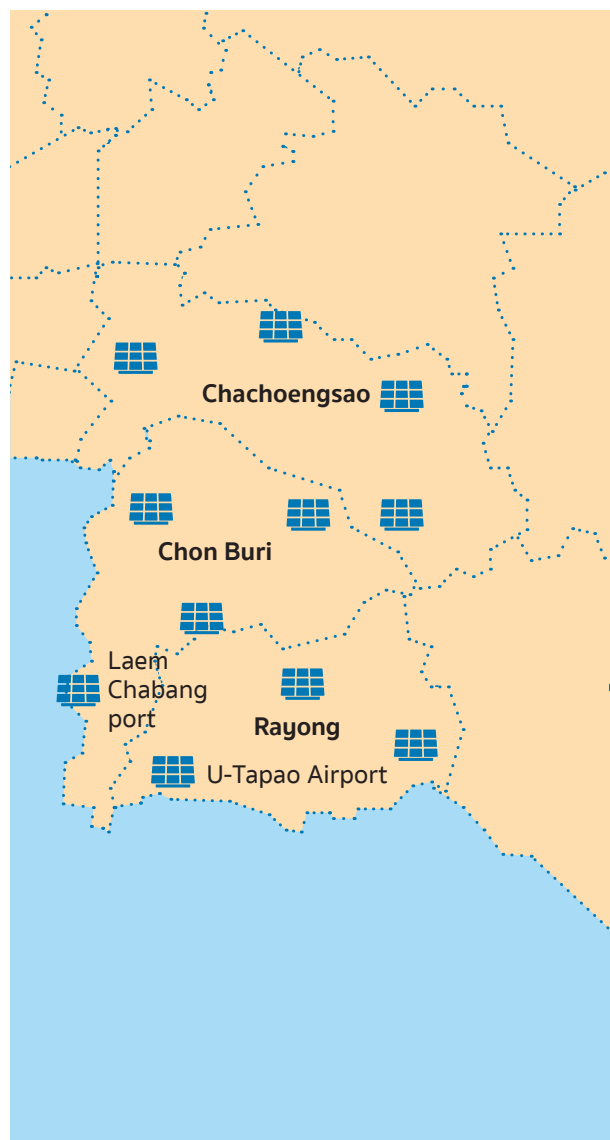 Chachoengsao
Chon Buri
Laem
Chabang
port
Rayong
U-Tapao Airport